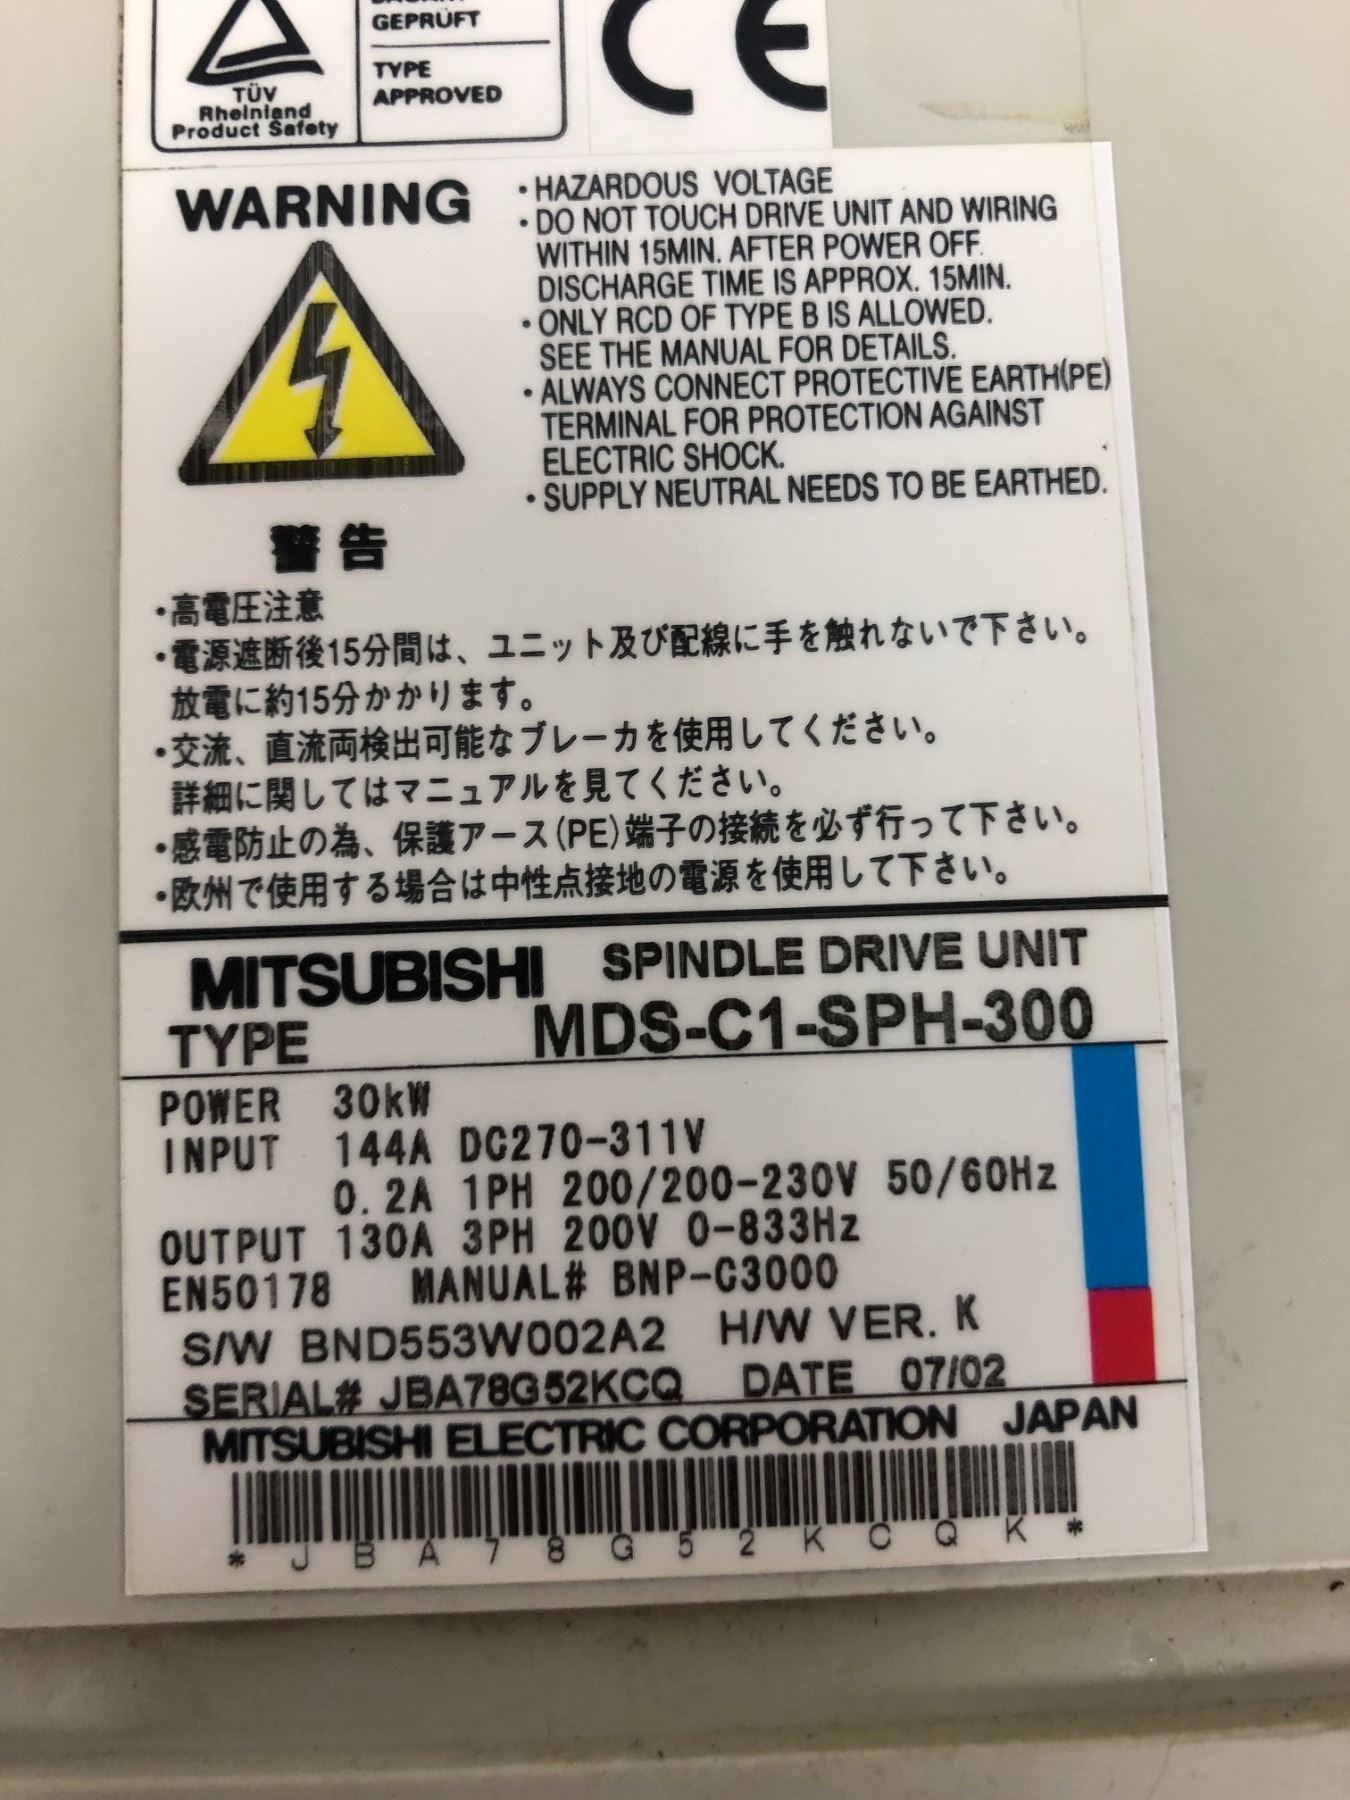 GEPRÜFT
TYPE
APPROVED
TÜV
Rheinland
Product Safety
CE
WARNING
・HAZARDOUS VOLTAGE
・DO NOT TOUCH DRIVE UNIT AND WIRING
WITHIN 15MIN. AFTER POWER OFF.
DISCHARGE TIME IS APPROX. 15MIN.
・ONLY RCD OF TYPE B IS ALLOWED.
SEE THE MANUAL FOR DETAILS.
・ALWAYS CONNECT PROTECTIVE EARTH(PE)
TERMINAL FOR PROTECTION AGAINST
ELECTRIC SHOCK.
・SUPPLY NEUTRAL NEEDS TO BE EARTHED.
警告
・高電圧注意
・電源遮断後15分間は、ユニット及び配線に手を触れないで下さい。
放電に約15分かかります。
・交流、直流両検出可能なブレーカを使用してください。
詳細に関してはマニュアルを見てください。
・感電防止の為、保護アース(PE)端子の接続を必ず行って下さい。
・欧州で使用する場合は中性点接地の電源を使用して下さい。
MITSUBISHI SPINDLE DRIVE UNIT
TYPE MDS-C1-SPH-300
POWER 30kW
INPUT 144A DC270-311V
0.2A 1PH 200/200-230V 50/60Hz
OUTPUT 130A 3PH 200V 0-833Hz
EN50178 MANUAL# BNP-C3000
S/W BND553W002A2 H/W VER. K
SERIAL# JBA78G52KCQ DATE 07/02
MITSUBISHI ELECTRIC CORPORATION JAPAN
* J B A 7 8 G 5 2 K C Q K *